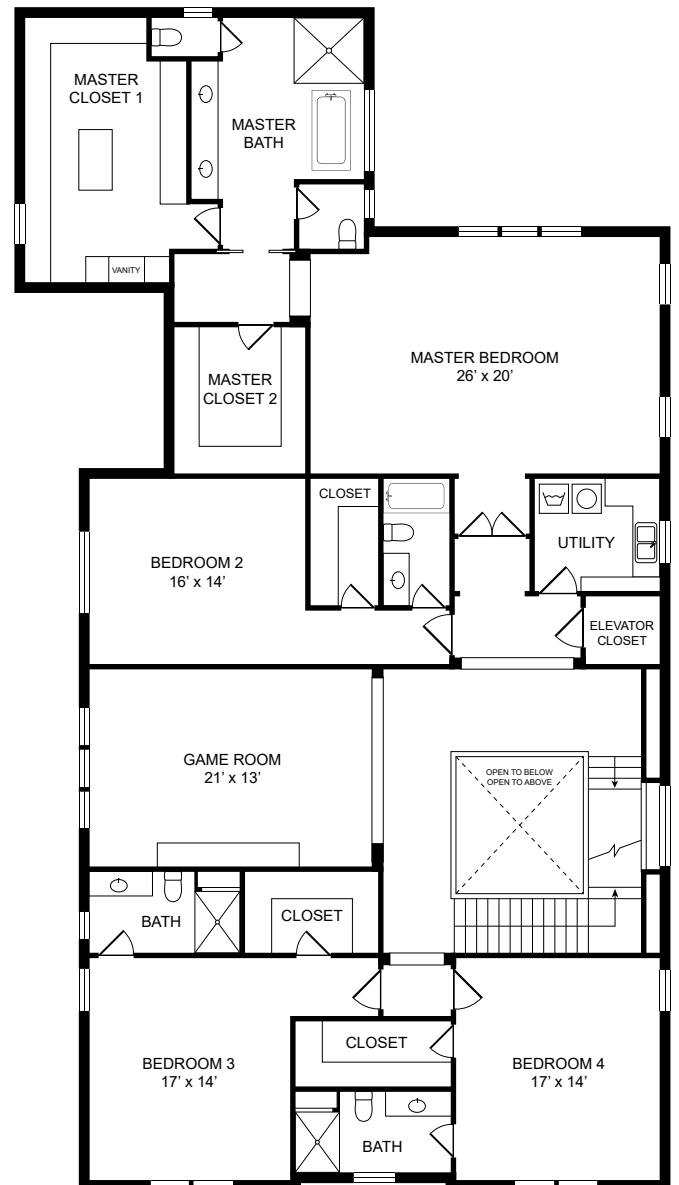 MASTER
CLOSET 1
MASTER
BATH
VANITY
MASTER BEDROOM
26’ x 20’
MASTER
CLOSET 2
CLOSET
UTILITY
BEDROOM 2
16’ x 14’
ELEVATOR
CLOSET
GAME ROOM
21’ x 13’
OPEN TO BELOW
OPEN TO ABOVE
BATH
CLOSET
CLOSET
BEDROOM 3
17’ x 14’
BEDROOM 4
17’ x 14’
BATH